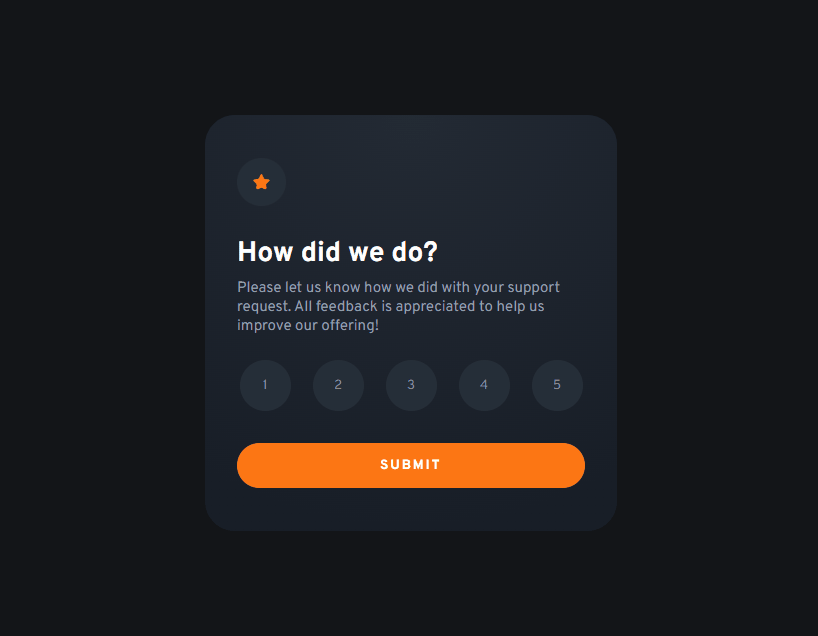 How did we do?
Please let us know how we did with your support
request. All feedback is appreciated to help us
improve our offering!
1 2 3 4 5
SUBMIT